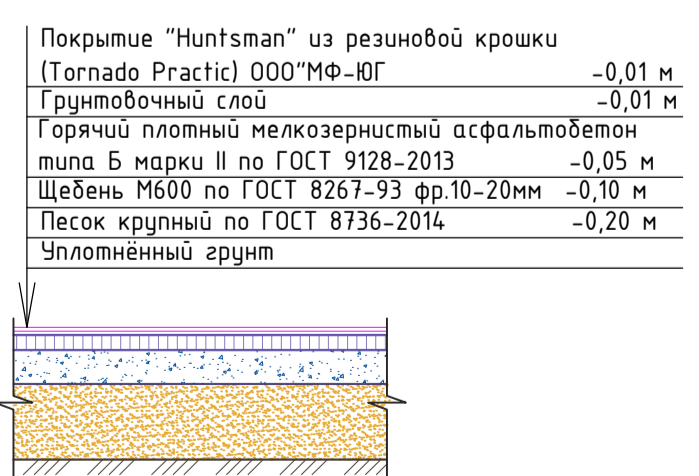 Покрытие "Huntsman" из резиновой крошки
(Tornado Practic) ООО"МФ-ЮГ -0,01 м
Грунтовочный слой -0,01 м
Горячий плотный мелкозернистый асфальтобетон
типа Б марки II по ГОСТ 9128-2013 -0,05 м
Щебень М600 по ГОСТ 8267-93 фр.10-20мм -0,10 м
Песок крупный по ГОСТ 8736-2014 -0,20 м
Уплотнённый грунт